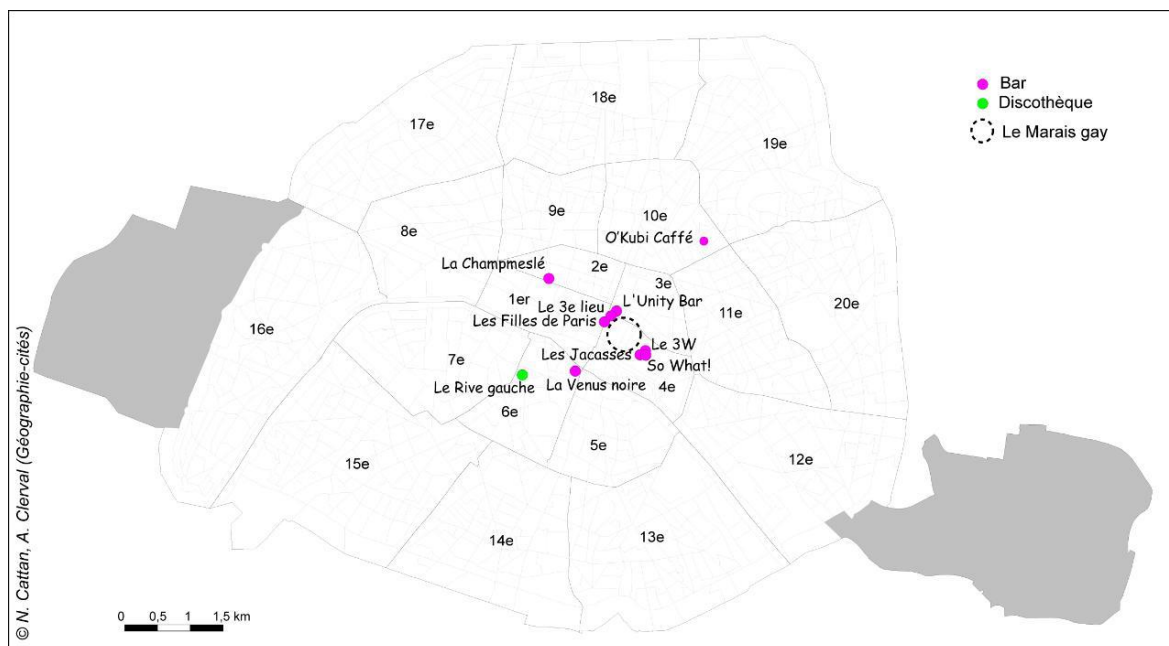 Bar
Discothèque
Le Marais gay
18e
17e
19e
9e
10e
8e
O'Kubi Caffé
La Champmeslé
2e
3e
1er
Le 3e lieu
L'Unity Bar
Les Filles de Paris
11e
20e
16e
7e
Les Jacasses
Le 3W
So What!
Le Rive gauche
La Venus noire
4e
6e
5e
15e
12e
14e
13e
0 0,5 1 1,5 km
© N. Cattan, A. Clerval (Géographie-cités)